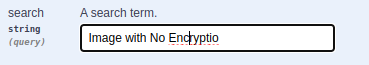 search
A search term.
string
(query)
Image with No Encryptio